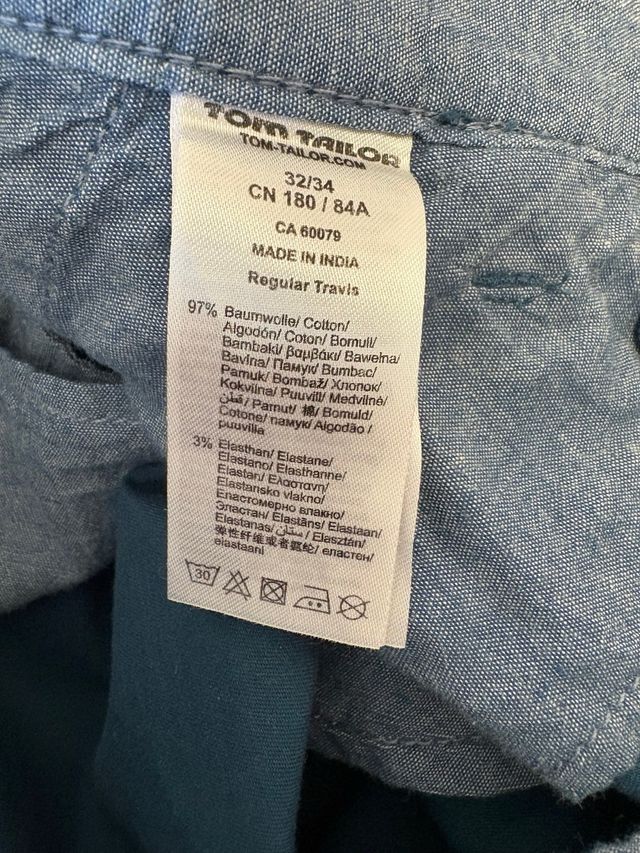 TOM TAILOR
TOM-TAILOR.COM
32/34
CN 180 / 84A
CA 60079
MADE IN INDIA
Regular Travis
97% Baumwolle/ Cotton/
Algodón/ Coton/ Bomull/
Bambaki/ βαμβάκι/ Bawełna/
Bavlna/ Памук/ Bumbac/
Pamuk/ Bombaž/ Хлопок/
Kokvilna/ Puuvill/ Medvilnė/
قطن/ Pamut/ 棉/ Bomuld/
Cotone/ памук/ Algodão /
puuvilla
3% Elasthan/ Elastane/
Elastano/ Elasthanne/
Elastan/ Ελαστανη/
Elastansko vlakno/
Еластомерно влакно/
Эластан/ Elastāns/ Elastaan/
Elastanas/ ستان/ Elasztán/
弹性纤维或者氨纶/ еластен/
elastaani
30